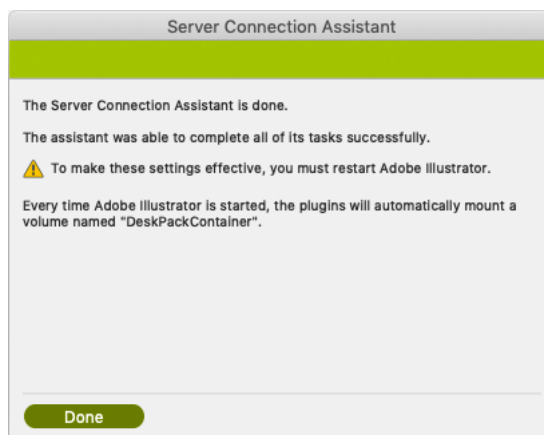 Server Connection Assistant
The Server Connection Assistant is done.
The assistant was able to complete all of its tasks successfully.
To make these settings effective, you must restart Adobe Illustrator.
Every time Adobe Illustrator is started, the plugins will automatically mount a
volume named "DeskPackContainer".
Done